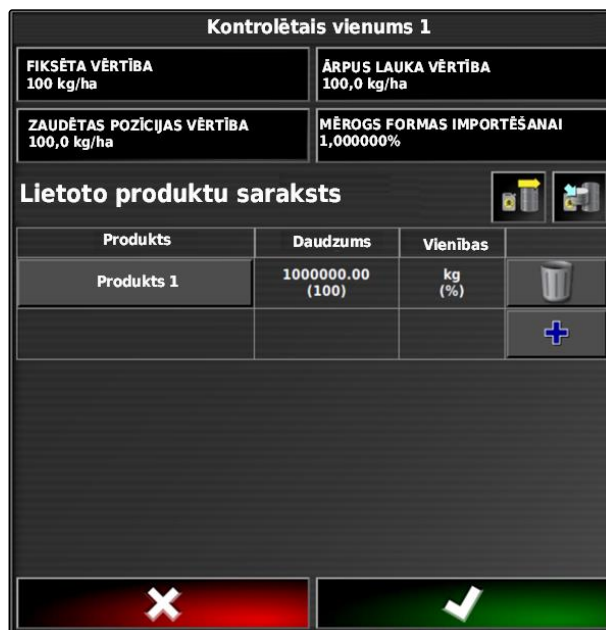 Kontrolētais vienums 1
FIKSĒTA VĒRTĪBA
100 kg/ha
ĀRPUS LAUKA VĒRTĪBA
100,0 kg/ha
ZAUDĒTAS POZĪCIJAS VĒRTĪBA
100,0 kg/ha
MĒROGS FORMAS IMPORTĒŠANAI
1,000000%
Lietoto produktu saraksts
Produkts Daudzums Vienības
Produkts 1 1000000.00 kg
(100) (%)